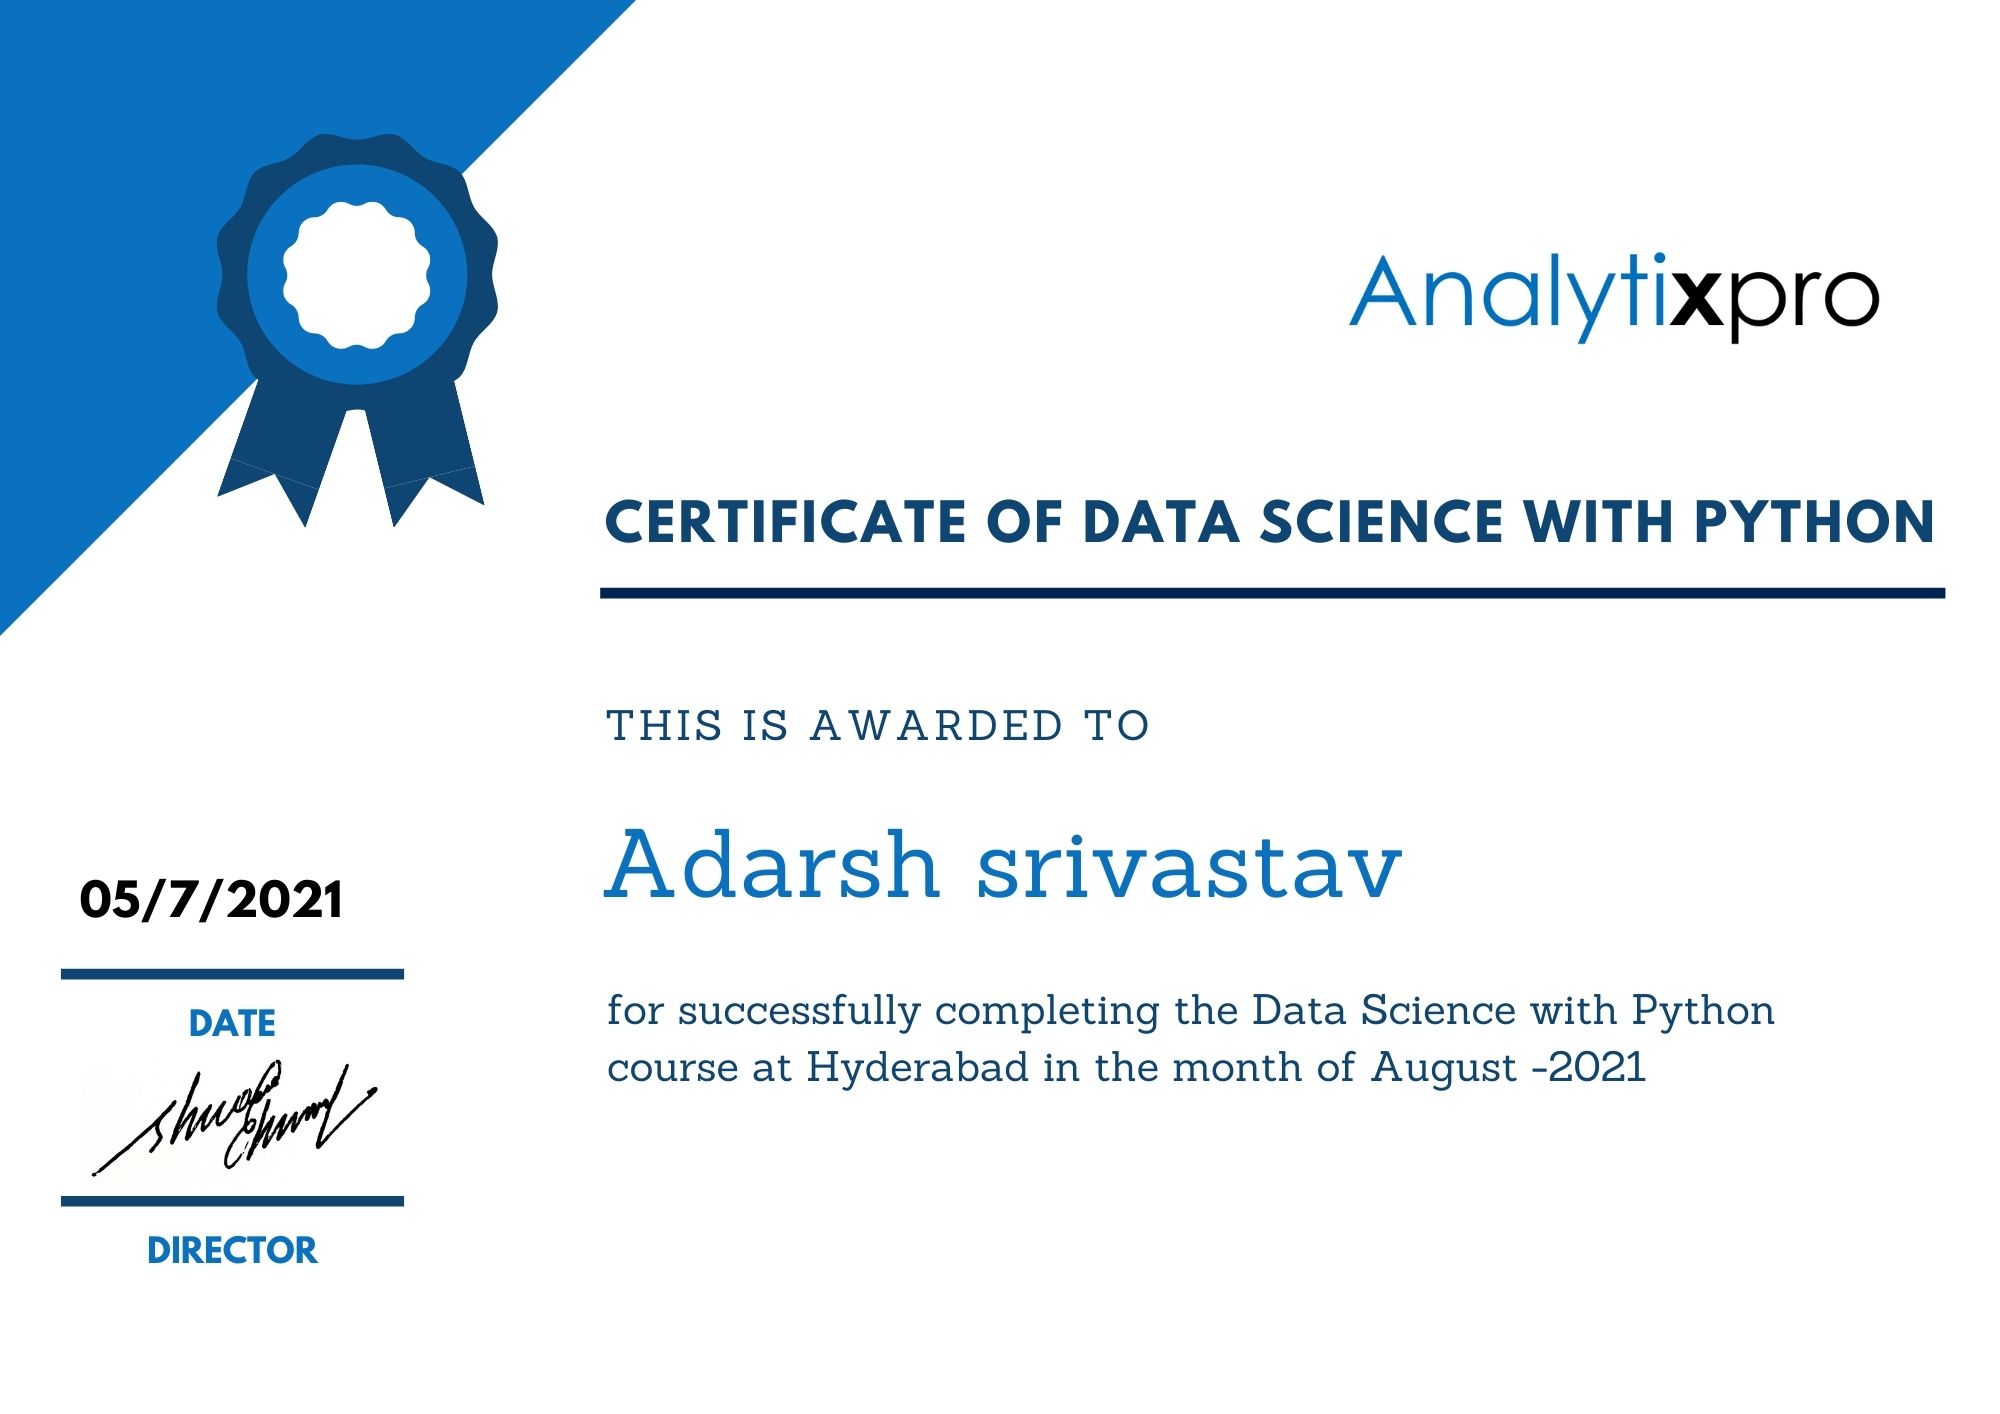 Analytixpro
CERTIFICATE OF DATA SCIENCE WITH PYTHON
THIS IS AWARDED TO
Adarsh srivastav
for successfully completing the Data Science with Python
course at Hyderabad in the month of August -2021
05/7/2021
DATE
DIRECTOR